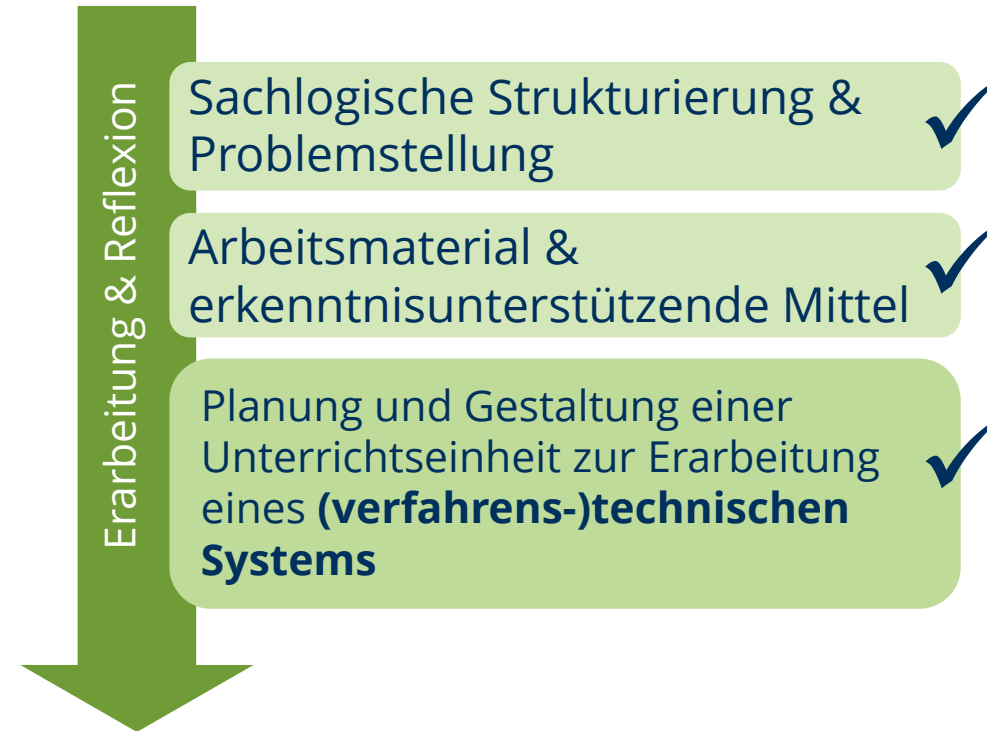 Erarbeitung & Reflexion
Sachlogische Strukturierung &
Problemstellung
Arbeitsmaterial &
erkenntnisunterstützende Mittel
Planung und Gestaltung einer
Unterrichtseinheit zur Erarbeitung
eines (verfahrens-)technischen
Systems